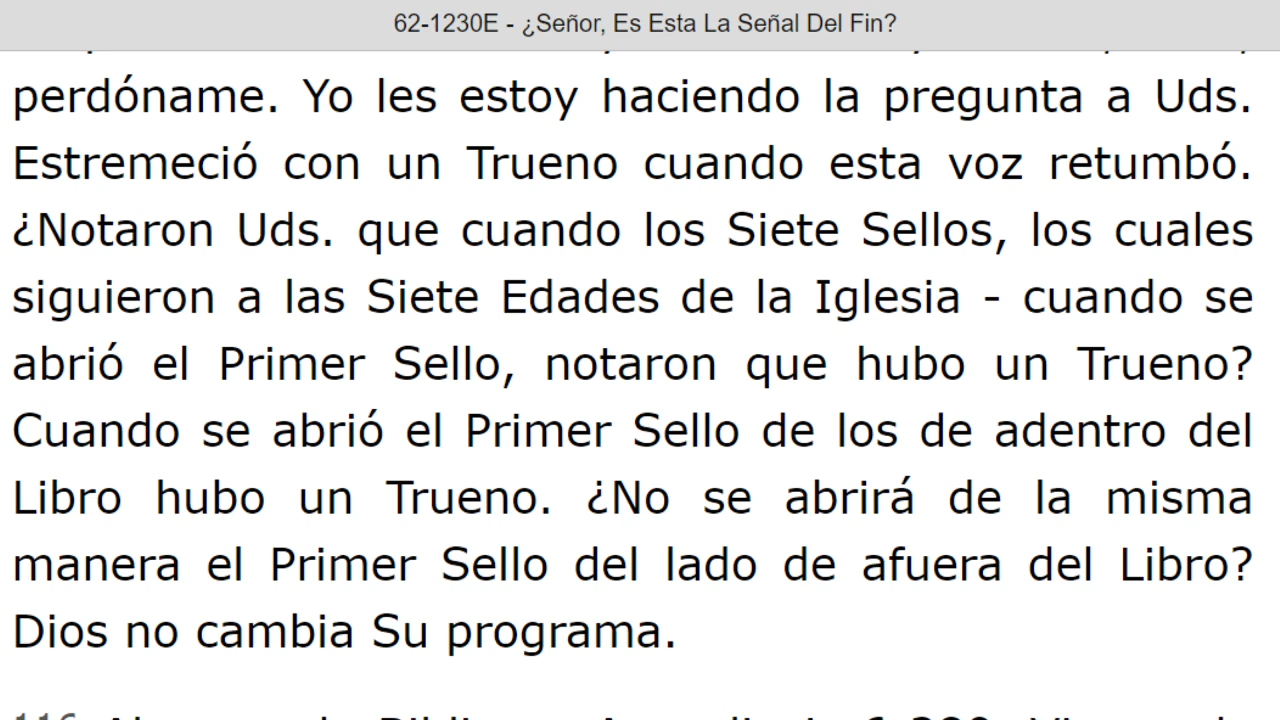 62-1230E - ¿Señor, Es Esta La Señal Del Fin?
perdóname. Yo les estoy haciendo la pregunta a Uds.
Estremeció con un Trueno cuando esta voz retumbó.
¿Notaron Uds. que cuando los Siete Sellos, los cuales
siguieron a las Siete Edades de la Iglesia - cuando se
abrió el Primer Sello, notaron que hubo un Trueno?
Cuando se abrió el Primer Sello de los de adentro del
Libro hubo un Trueno. ¿No se abrirá de la misma
manera el Primer Sello del lado de afuera del Libro?
Dios no cambia Su programa.